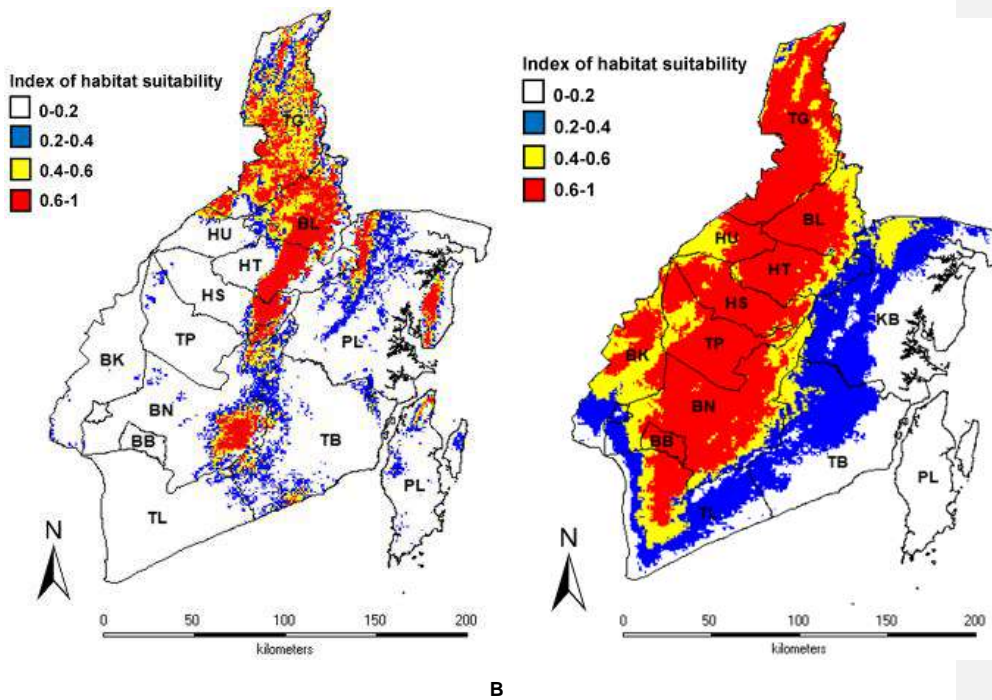 Index of habitat suitability
0-0.2
0.2-0.4
0.4-0.6
0.6-1
TG
BL
HU
HT
HS
TP
BK
PL
BN
BB
TB
TL
PL
N
0 50 100 150 200
kilometers
Index of habitat suitability
0-0.2
0.2-0.4
0.4-0.6
0.6-1
TG
BL
HU
HT
HS
KB
TP
BK
BN
BB
TB
PL
TL
N
0 50 100 150 200
kilometers
B